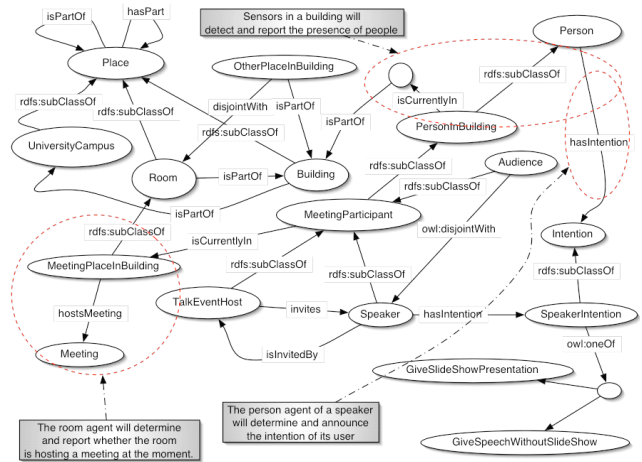 isPartOf
hasPart
Sensors in a building will
detect and report the presence of people
Person
Place
OtherPlaceInBuilding
rdfs:subClassOf
isCurrentlyIn
rdfs:subClassOf
rdfs:subClassOf
disjointWith
isPartOf
isPartOf
PersonInBuilding
hasIntention
rdfs:subClassOf
UniversityCampus
Audience
rdfs:subClassOf
Room
isPartOf
Building
rdfs:subClassOf
isPartOf
MeetingParticipant
owl:disjointWith
rdfs:subClassOf
isCurrentlyIn
Intention
MeetingPlaceInBuilding
rdfs:subClassOf
rdfs:subClassOf
rdfs:subClassOf
TalkEventHost
invites
Speaker
hasIntention
SpeakerIntention
hostsMeeting
owl:oneOf
Meeting
isInvitedBy
GiveSlideShowPresentation
The room agent will determine
and report whether the room
is hosting a meeting at the moment.
The person agent of a speaker
will determine and announce
the intention of its user
GiveSpeechWithoutSlideShow